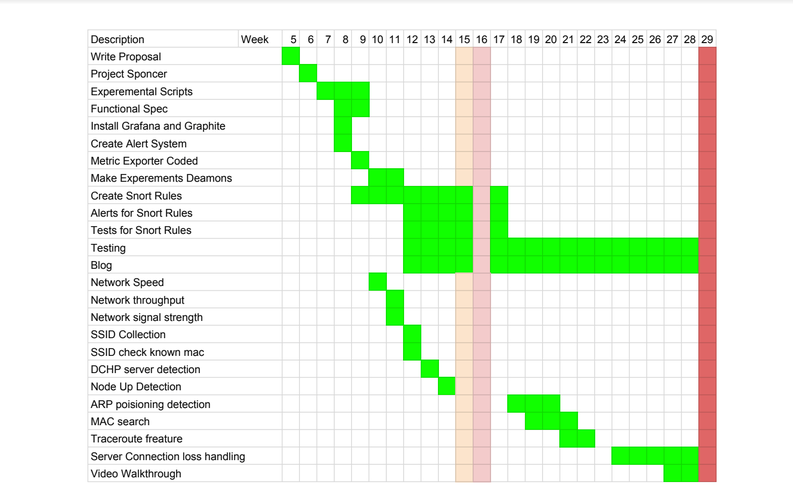 Description Week 5 6 7 8 9 10 11 12 13 14 15 16 17 18 19 20 21 22 23 24 25 26 27 28 29
Write Proposal
Project Sponcer
Experemental Scripts
Functional Spec
Install Grafana and Graphite
Create Alert System
Metric Exporter Coded
Make Experements Deamons
Create Snort Rules
Alerts for Snort Rules
Tests for Snort Rules
Testing
Blog
Network Speed
Network throughput
Network signal strength
SSID Collection
SSID check known mac
DCHP server detection
Node Up Detection
ARP poisioning detection
MAC search
Traceroute freature
Server Connection loss handling
Video Walkthrough